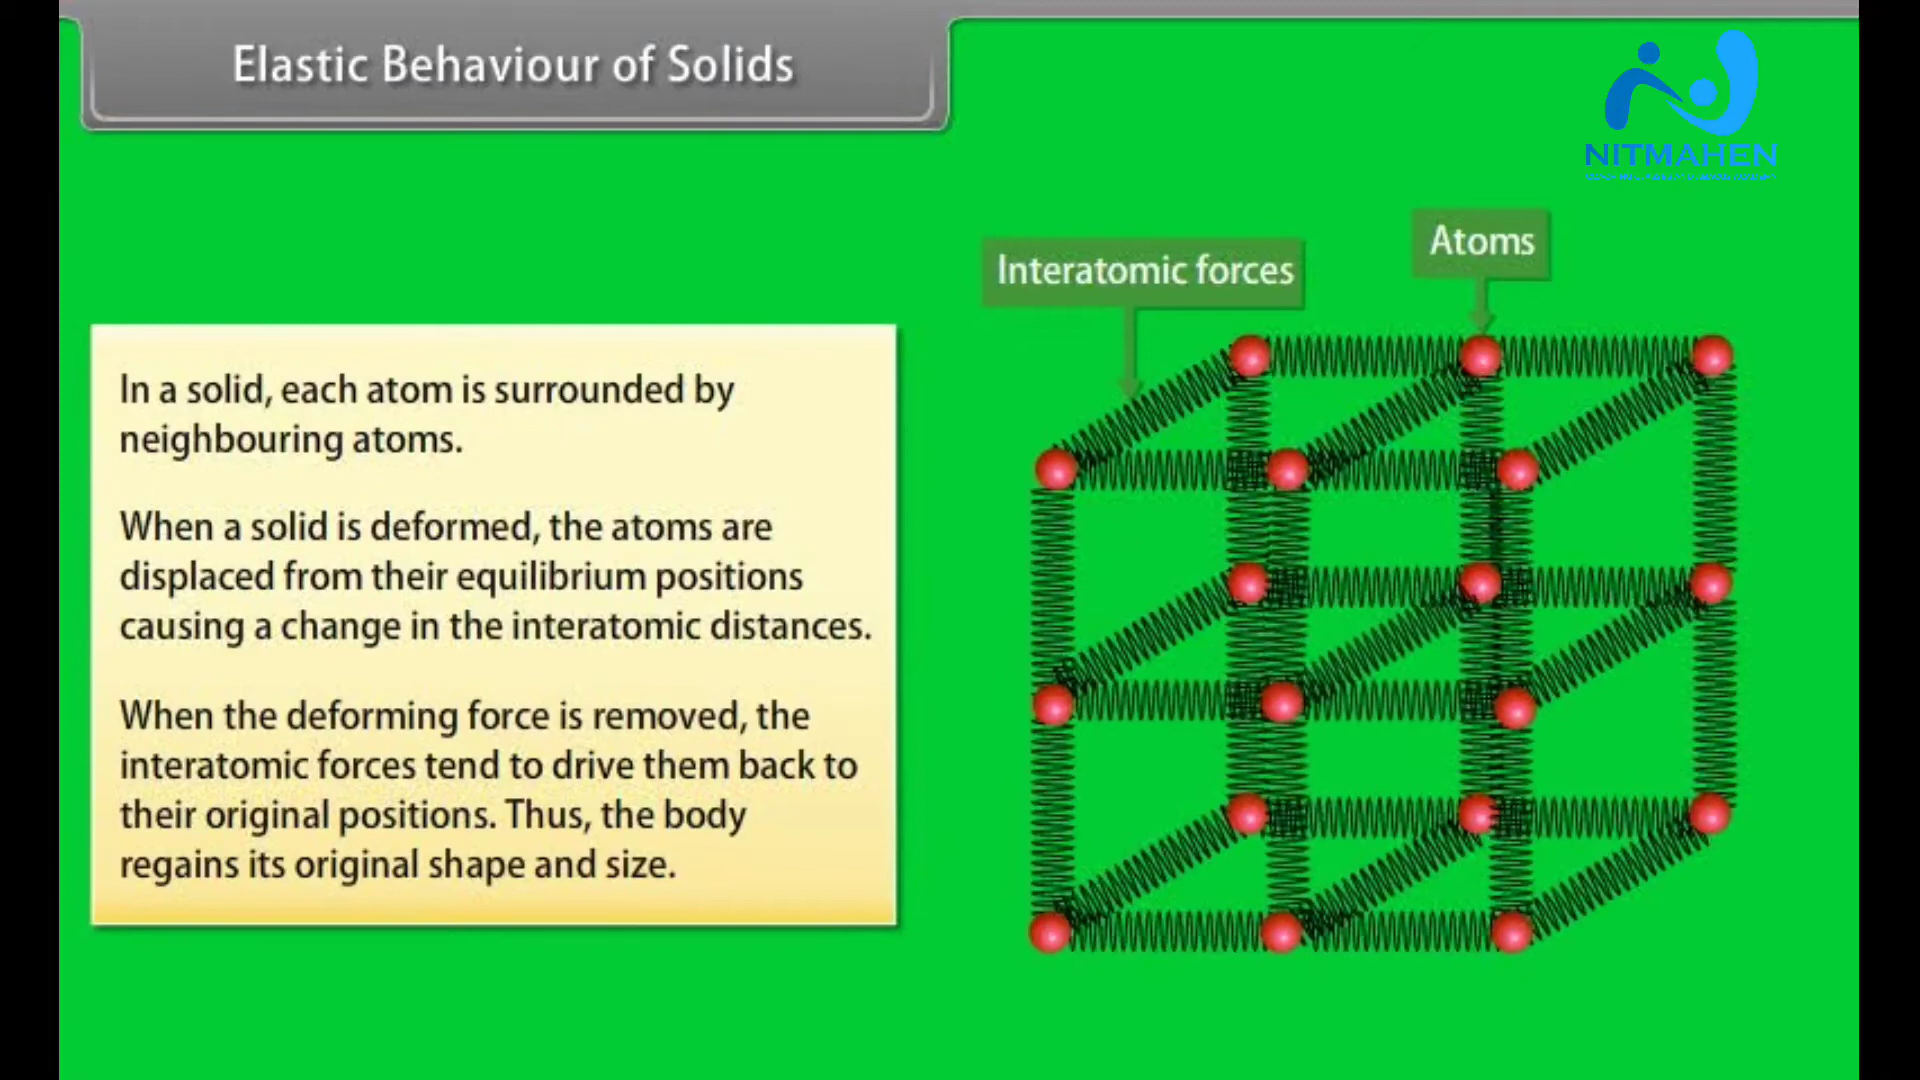 Elastic Behaviour of Solids
NITMAHEN
Atoms
Interatomic forces
In a solid, each atom is surrounded by
neighbouring atoms.
When a solid is deformed, the atoms are
displaced from their equilibrium positions
causing a change in the interatomic distances.
When the deforming force is removed, the
interatomic forces tend to drive them back to
their original positions. Thus, the body
regains its original shape and size.